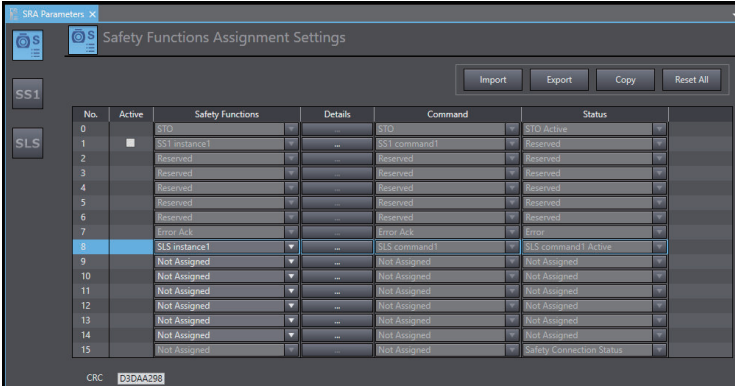 SRA Parameters ×
S
S Safety Functions Assignment Settings
Import Export Copy Reset All
SS1
SLS
No. Active Safety Functions Details Command Status
0 STO ... STO STO Active
1 SS1 instance1 ... SS1 command1 Reserved
2 Reserved ... Reserved Reserved
3 Reserved ... Reserved Reserved
4 Reserved ... Reserved Reserved
5 Reserved ... Reserved Reserved
6 Reserved ... Reserved Reserved
7 Error Ack ... Error Ack Error
8 SLS instance1 ... SLS command1 SLS command1 Active
9 Not Assigned ... Not Assigned Not Assigned
10 Not Assigned ... Not Assigned Not Assigned
11 Not Assigned ... Not Assigned Not Assigned
12 Not Assigned ... Not Assigned Not Assigned
13 Not Assigned ... Not Assigned Not Assigned
14 Not Assigned ... Not Assigned Not Assigned
15 Not Assigned ... Not Assigned Safety Connection Status
CRC D3DAA298